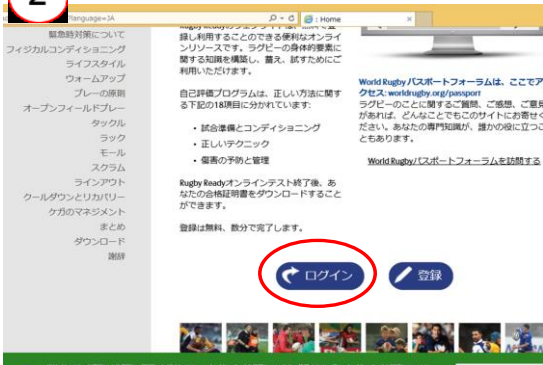 2
?language=JA
: Home
緊急時対策について
フィジカルコンディショニング
ライフスタイル
ウォームアップ
プレーの原則
オープンフィールドプレー
タックル
ラック
モール
スクラム
ラインアウト
クールダウンとリカバリー
ケガのマネジメント
まとめ
ダウンロード
謝辞
録し利用することのできる便利なオンライ
ンリソースです。ラグビーの身体的要素に
関する知識を構築し、蓄え、試すためにご
利用いただけます。
自己評価プログラムは、正しい方法に関す
る下記の18項目に分かれています:
・試合準備とコンディショニング
・正しいテクニック
・傷害の予防と管理
Rugby Readyオンラインテスト終了後、あ
なたの合格証明書をダウンロードすること
ができます。
登録は無料、数分で完了します。
World Rugby パスポートフォーラムは、ここでア
クセス: worldrugby.org/passport
ラグビーのことに関するご質問、ご感想、ご意見
があれば、どんなことでもこのサイトにお寄せく
ださい。あなたの専門知識が、誰かの役に立つこ
ともあります。
World Rugbyパスポートフォーラムを訪問する
ログイン
登録